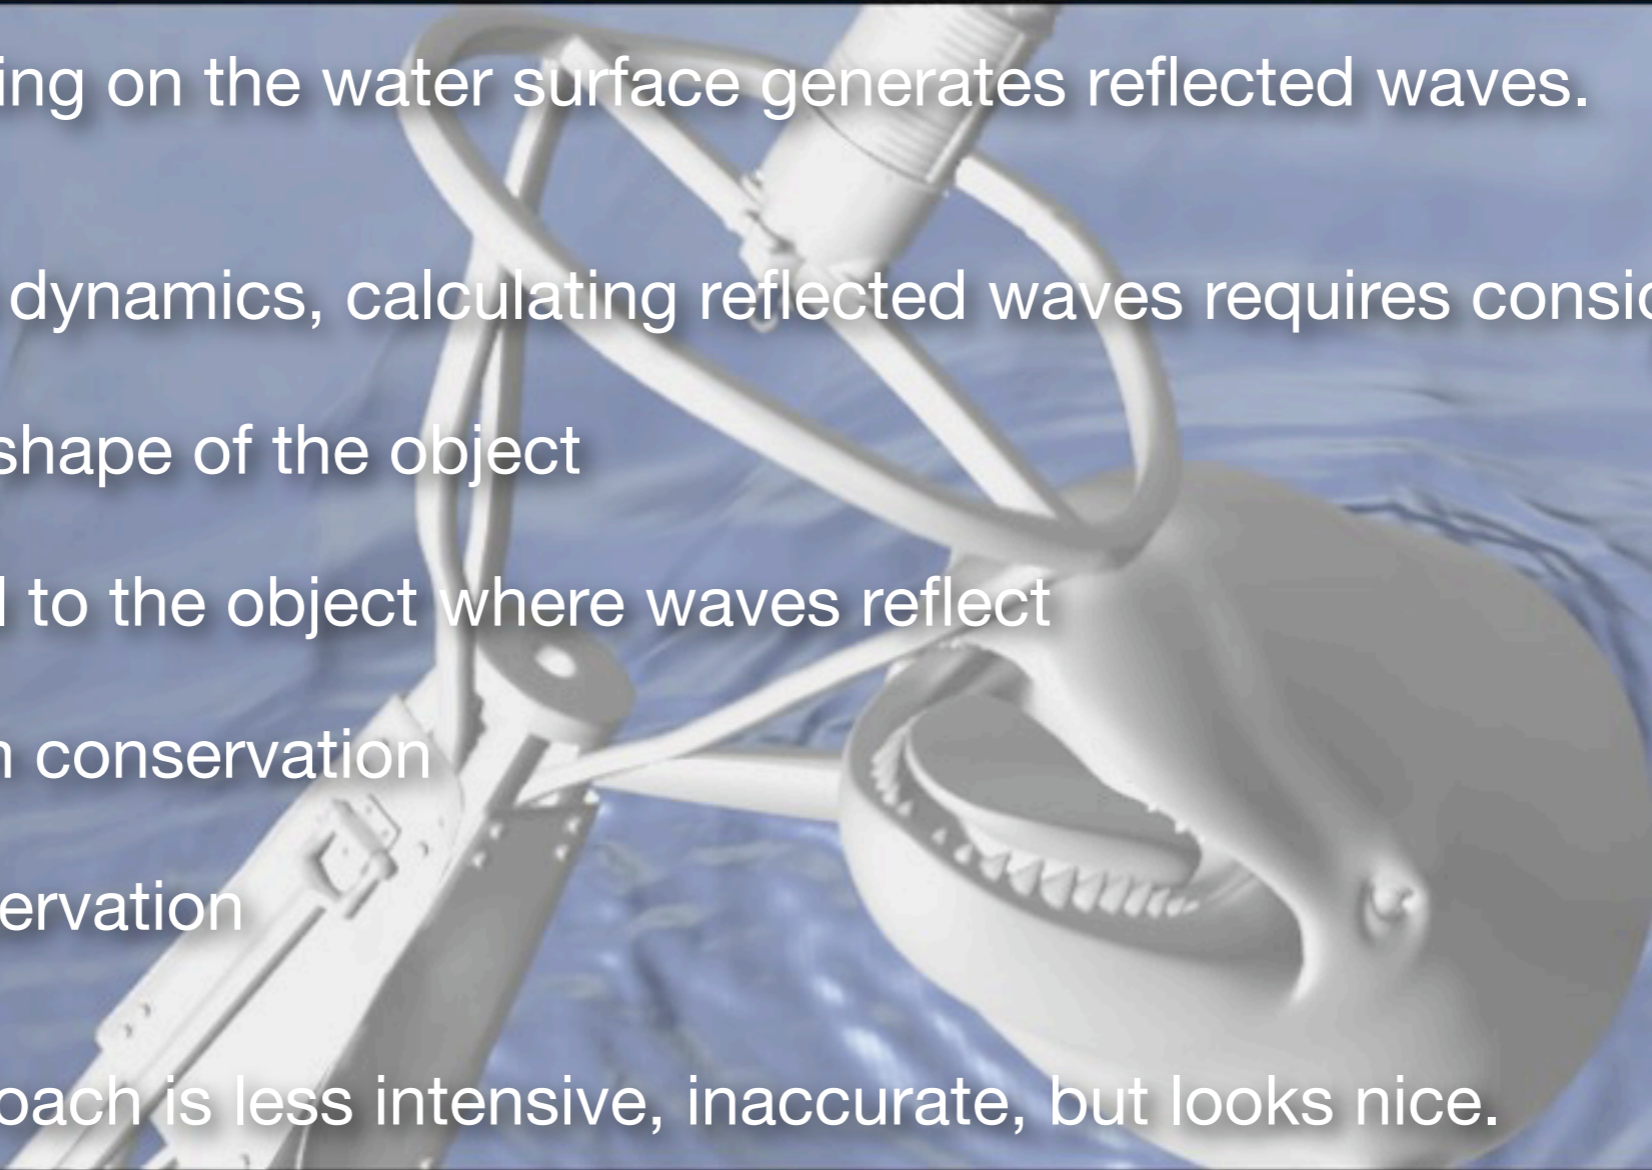 ing on the water surface generates reflected waves.
dynamics, calculating reflected waves requires
shape of the object
to the object where waves reflect
conservation
ervation
oach is less intensive, inaccurate, but looks nice.